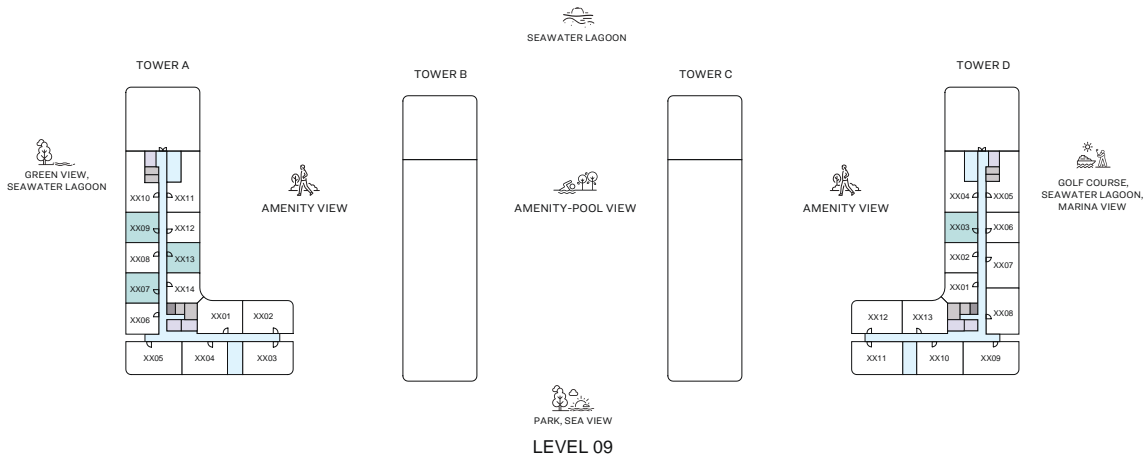 SEAWATER LAGOON
TOWER A
TOWER B
TOWER C
TOWER D
GREEN VIEW,
SEAWATER LAGOON
AMENITY VIEW
AMENITY-POOL VIEW
AMENITY VIEW
GOLF COURSE,
SEAWATER LAGOON,
MARINA VIEW
XX10 XX11
XX09 XX12
XX08 XX13
XX07 XX14
XX06 XX01 XX02
XX05 XX04 XX03
XX04 XX05
XX03 XX06
XX02 XX07
XX01
XX12 XX13 XX08
XX11 XX10 XX09
PARK, SEA VIEW
LEVEL 09